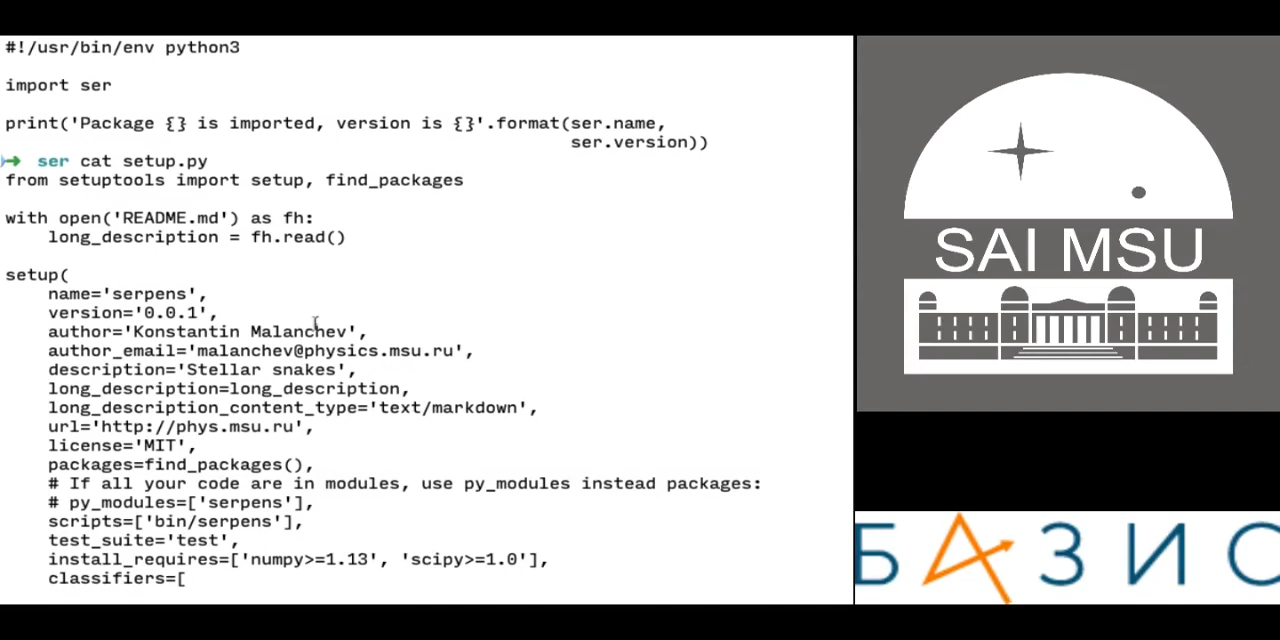 #!/usr/bin/env python3
import ser
print('Package {} is imported, version is {}'.format(ser.name,
ser.version))
➜ ser cat setup.py
from setuptools import setup, find_packages
with open('README.md') as fh:
long_description = fh.read()
setup(
name='serpens',
version='0.0.1',
author='Konstantin Malanchev',
author_email='malanchev@physics.msu.ru',
description='Stellar snakes',
long_description=long_description,
long_description_content_type='text/markdown',
url='http://phys.msu.ru',
license='MIT',
packages=find_packages(),
# If all your code are in modules, use py_modules instead packages:
# py_modules=['serpens'],
scripts=['bin/serpens'],
test_suite='test',
install_requires=['numpy>=1.13', 'scipy>=1.0'],
classifiers=[
SAI MSU
БАЗИС